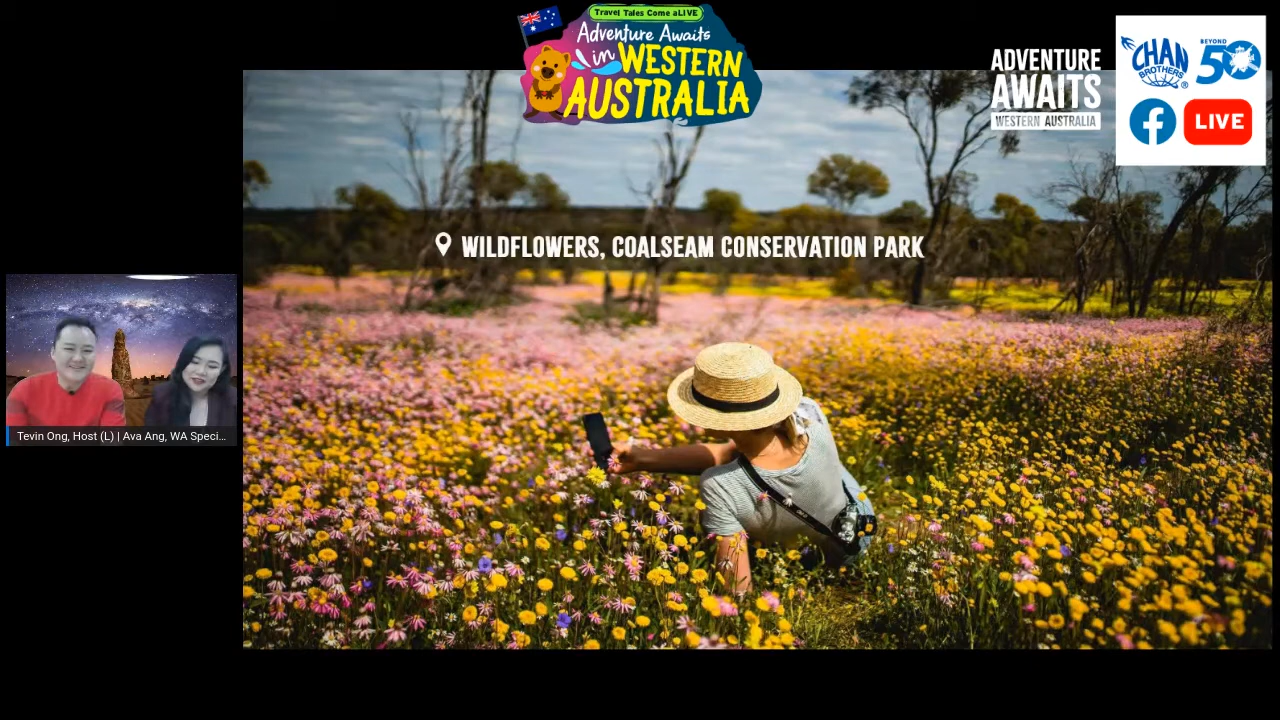 Travel Tales Come aLIVE
Adventure Awaits
in WESTERN
AUSTRALIA
ADVENTURE
AWAITS
WESTERN AUSTRALIA
CHAN
BROTHERS
®
BEYOND
50
f
LIVE
WILDFLOWERS, COALSEAM CONSERVATION PARK
Tevin Ong, Host (L) | Ava Ang, WA Speci...